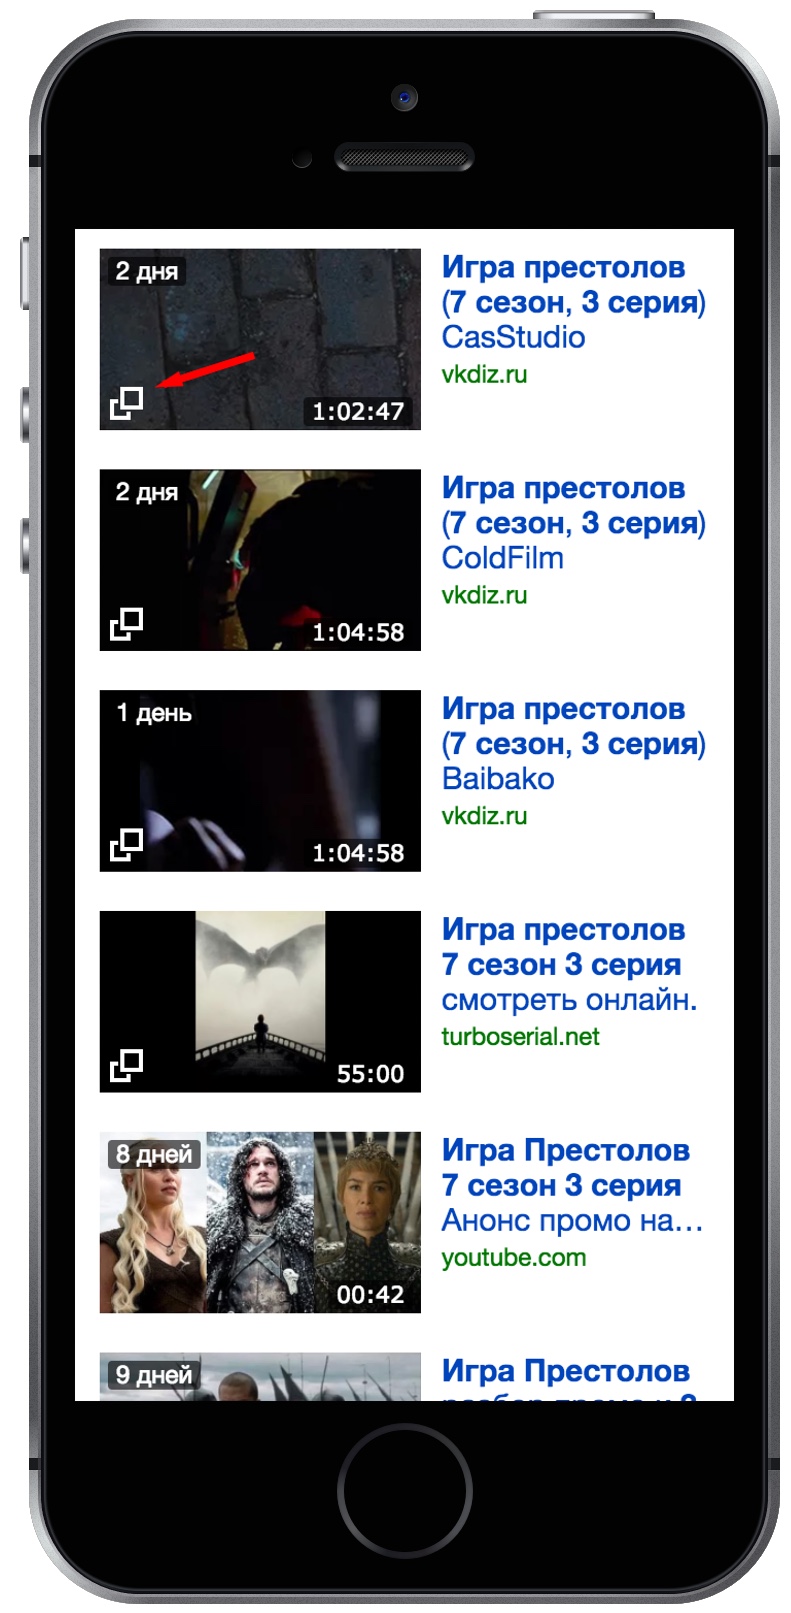 2 дня
Игра престолов
(7 сезон, 3 серия)
CasStudio
vkdiz.ru
1:02:47
2 дня
Игра престолов
(7 сезон, 3 серия)
ColdFilm
vkdiz.ru
1:04:58
1 день
Игра престолов
(7 сезон, 3 серия)
Baibako
vkdiz.ru
1:04:58
Игра престолов
7 сезон 3 серия
смотреть онлайн.
turboserial.net
55:00
8 дней
Игра Престолов
7 сезон 3 серия
Анонс промо на...
youtube.com
00:42
9 дней
Игра Престолов